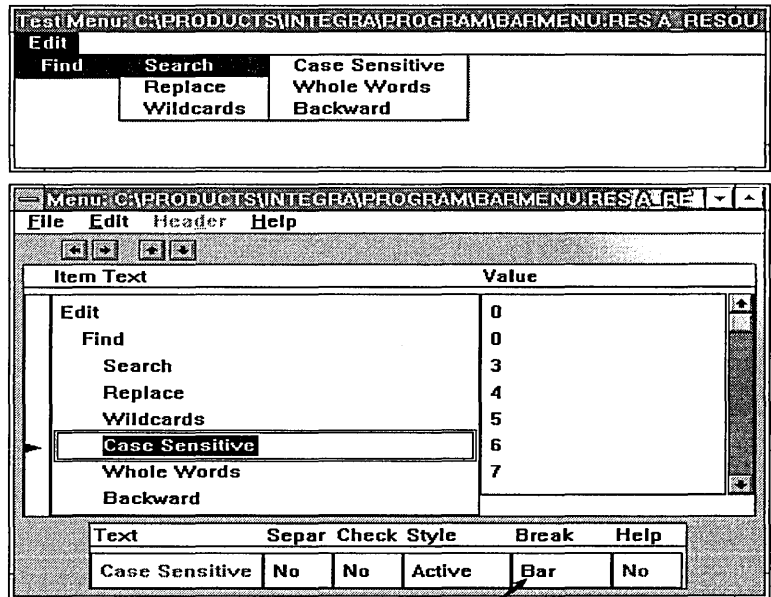 Test Menu: C:\PRODUCTS\INTEGRA\PROGRAM\BARMENU.RES A_RESOU
Edit
Find Search Case Sensitive
Replace Whole Words
Wildcards Backward
Menu: C:\PRODUCTS\INTEGRA\PROGRAM\BARMENU.RES A_RE
File Edit Header Help
Item Text Value
Edit 0
Find 0
Search 3
Replace 4
Wildcards 5
Case Sensitive 6
Whole Words 7
Backward
Text Separ Check Style Break Help
Case Sensitive No No Active Bar No